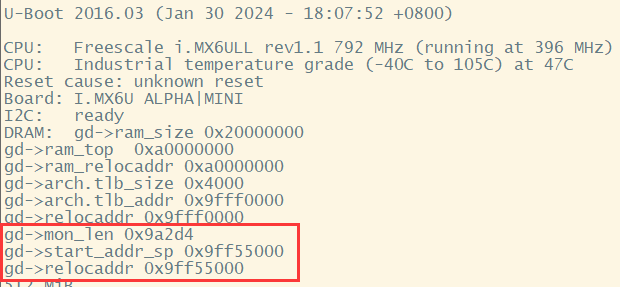 U-Boot 2016.03 (Jan 30 2024 - 18:07:52 +0800)
CPU: Freescale i.MX6ULL rev1.1 792 MHz (running at 396 MHz)
CPU: Industrial temperature grade (-40C to 105C) at 47C
Reset cause: unknown reset
Board: I.MX6U ALPHA|MINI
I2C: ready
DRAM: gd->ram_size 0x20000000
gd->ram_top 0xa0000000
gd->ram_relocaddr 0xa0000000
gd->arch.tlb_size 0x4000
gd->arch.tlb_addr 0x9fff0000
gd->relocaddr 0x9fff0000
gd->mon_len 0x9a2d4
gd->start_addr_sp 0x9ff55000
gd->relocaddr 0x9ff55000
512 MiB